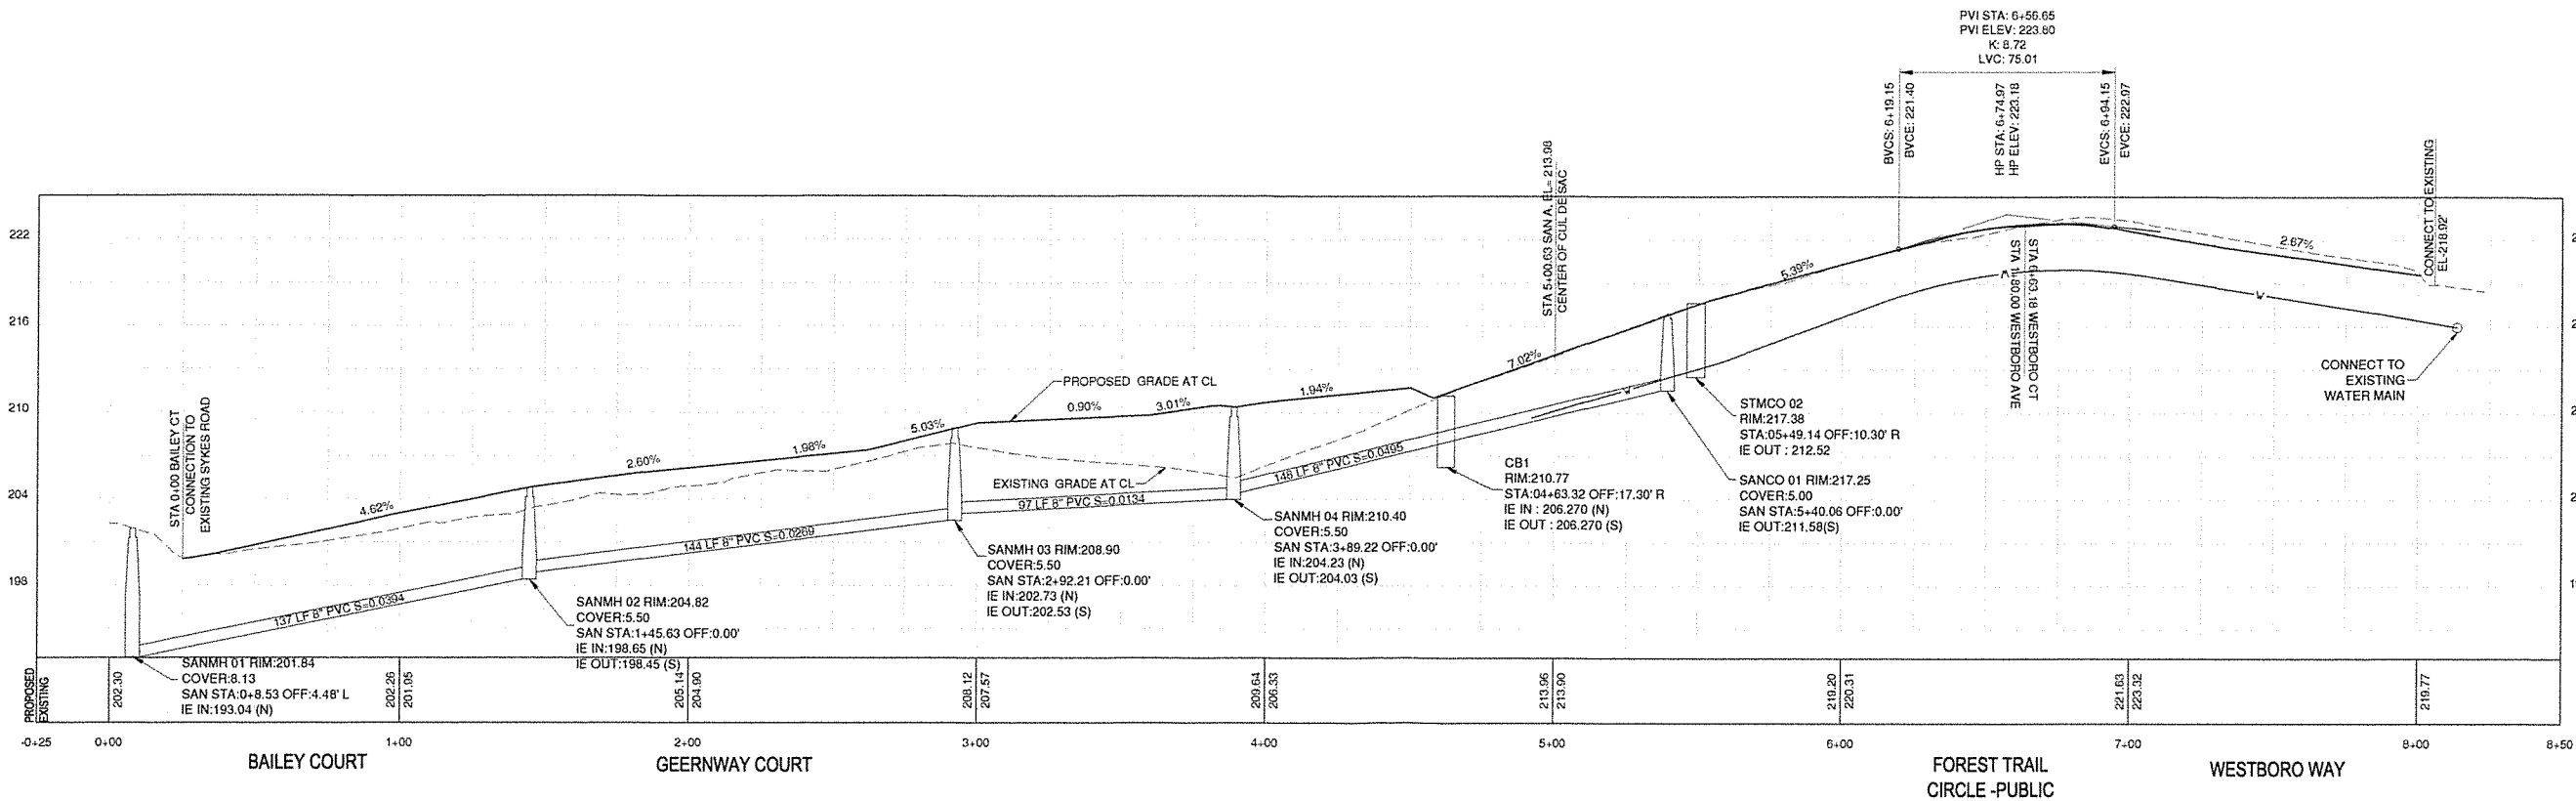 PVI STA: 6+56.65
PVI ELEV: 223.80
K: 8.72
LVC: 75.01
BVCS: 6+19.15
BVCE: 221.40
HP STA: 6+74.97
HP ELEV: 223.18
EVCS: 6+94.15
EVCE: 222.97
STA 5+00.63 SAN A, EL= 213.98
CENTER OF CUL DE SAC
CONNECT TO EXISTING
EL-218.92'
222
216
210
204
198
STA 0+00 BAILEY CT
CONNECTION TO
EXISTING SYKES ROAD
4.62%
2.60%
1.98%
5.03%
0.90%
3.01%
1.94%
7.02%
5.39%
2.67%
PROPOSED GRADE AT CL
EXISTING GRADE AT CL
STA 6+63.18 WESTBORO CT
STA 1+80.00 WESTBORO AVE
W
W
W
137 LF 8" PVC S=0.0394
144 LF 8" PVC S=0.0269
97 LF 8" PVC S=0.0134
146 LF 8" PVC S=0.0495
CONNECT TO
EXISTING
WATER MAIN
STMCO 02
RIM:217.38
STA:05+49.14 OFF:10.30' R
IE OUT : 212.52
CB1
RIM:210.77
STA:04+63.32 OFF:17.30' R
IE IN : 206.270 (N)
IE OUT : 206.270 (S)
SANCO 01 RIM:217.25
COVER:5.00
SAN STA:5+40.06 OFF:0.00'
IE OUT:211.58(S)
SANMH 04 RIM:210.40
COVER:5.50
SAN STA:3+89.22 OFF:0.00'
IE IN:204.23 (N)
IE OUT:204.03 (S)
SANMH 03 RIM:208.90
COVER:5.50
SAN STA:2+92.21 OFF:0.00'
IE IN:202.73 (N)
IE OUT:202.53 (S)
SANMH 02 RIM:204.82
COVER:5.50
SAN STA:1+45.63 OFF:0.00'
IE IN:198.65 (N)
IE OUT:198.45 (S)
SANMH 01 RIM:201.84
COVER:8.13
SAN STA:0+8.53 OFF:4.48' L
IE IN:193.04 (N)
PROPOSED
EXISTING
202.30
202.26
201.95
205.14
204.90
208.12
207.57
209.64
206.33
213.96
213.90
219.20
220.31
221.63
223.32
219.77
-0+25
0+00
1+00
2+00
3+00
4+00
5+00
6+00
7+00
8+00
8+50
BAILEY COURT
GEERNWAY COURT
FOREST TRAIL
CIRCLE -PUBLIC
WESTBORO WAY